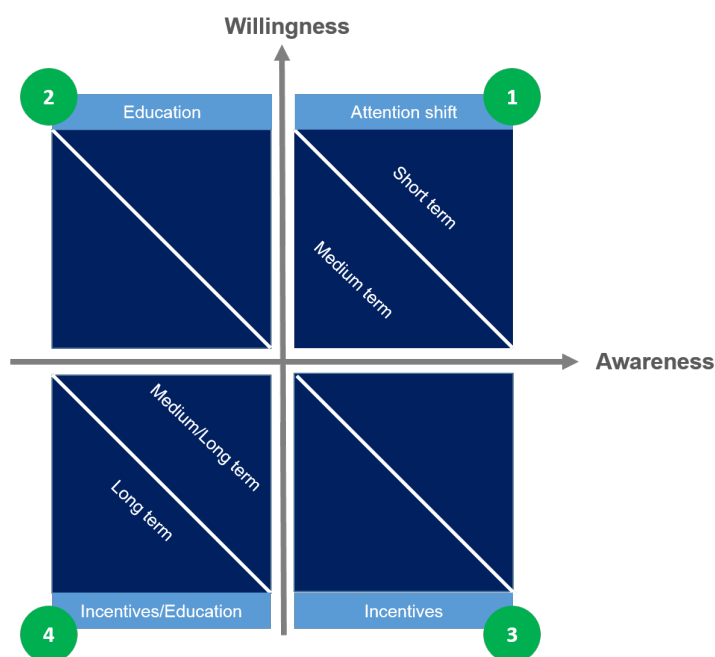 Willingness
2
Education
Attention shift
1
Short term
Medium term
Awareness
Medium/Long term
Long term
4
Incentives/Education
Incentives
3